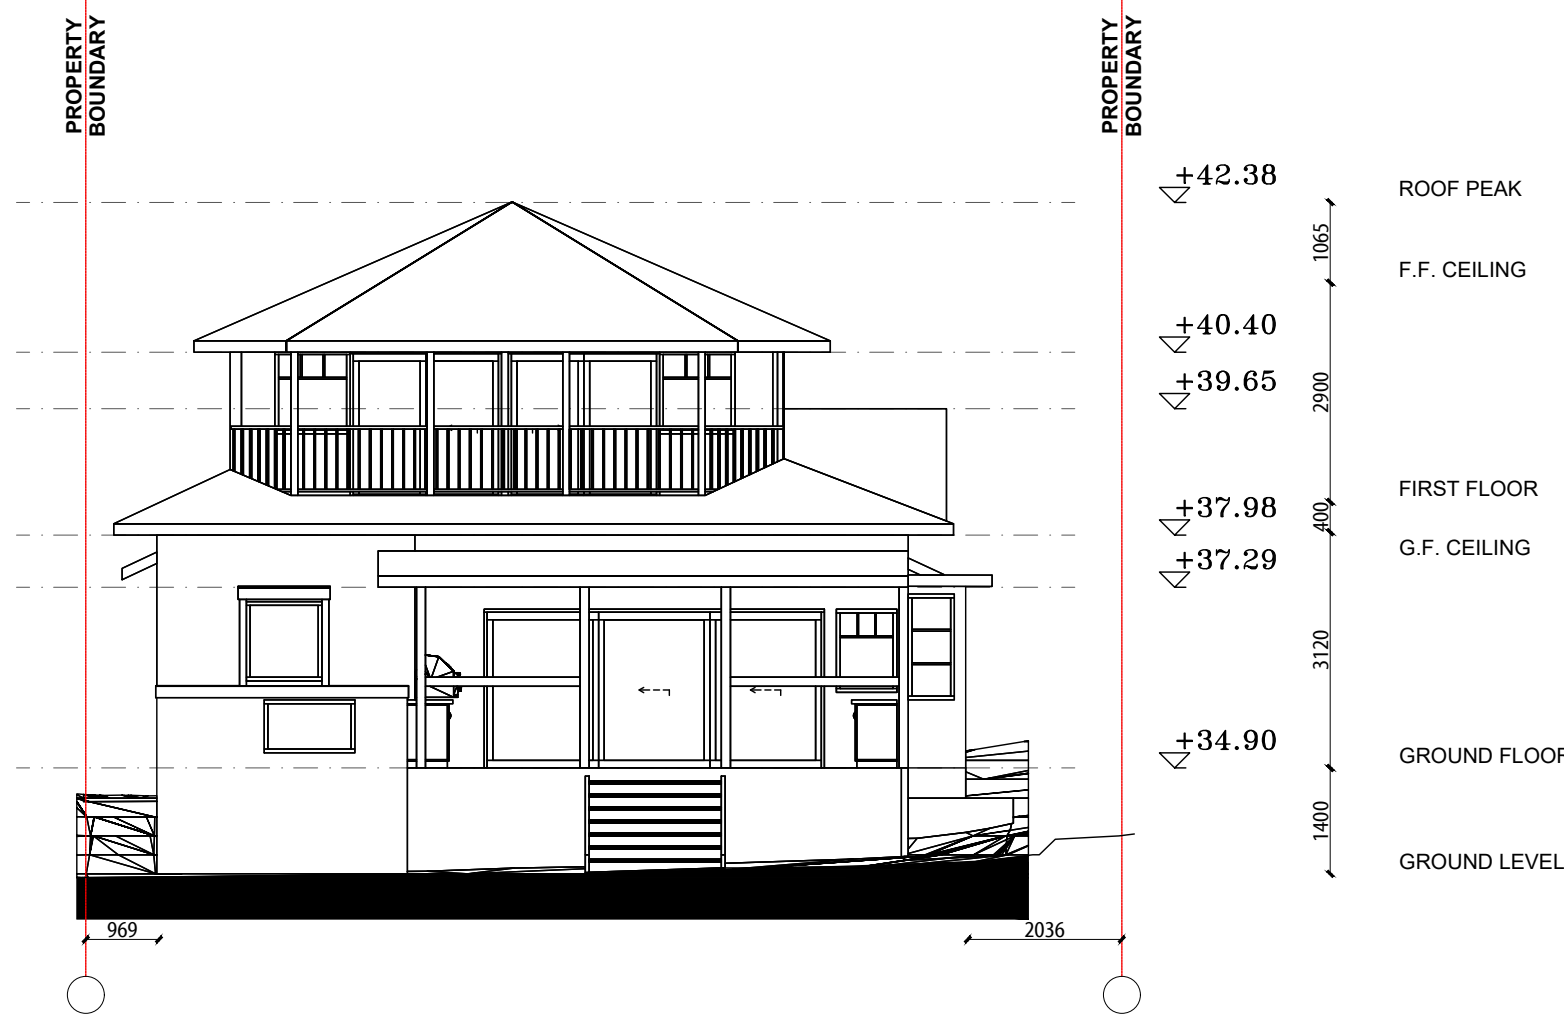 PROPERTY
BOUNDARY
PROPERTY
BOUNDARY
+42.38
ROOF PEAK
1065
F.F. CEILING
+40.40
+39.65
2900
FIRST FLOOR
+37.98
400
G.F. CEILING
+37.29
3120
+34.90
GROUND FLOOR
1400
GROUND LEVEL
969
2036